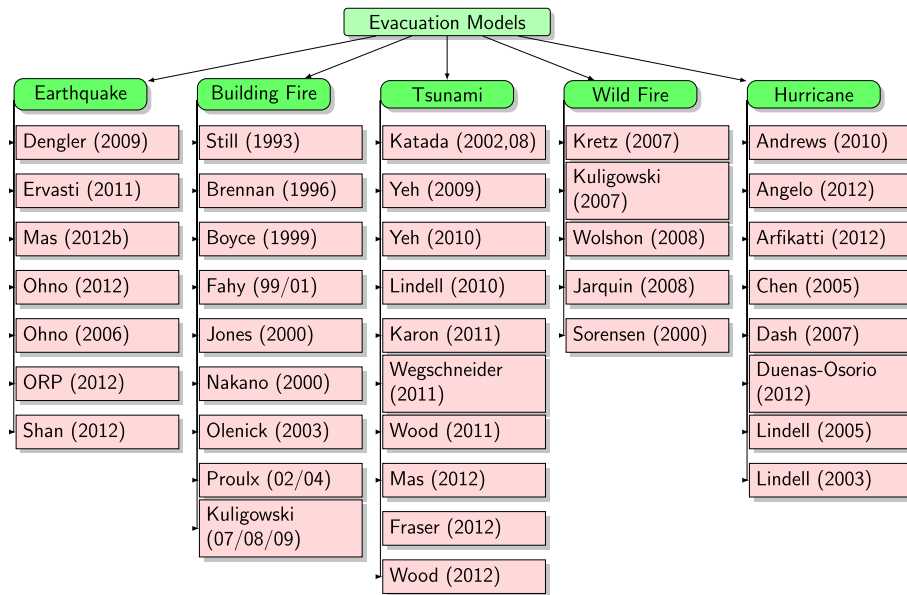 Evacuation Models
Earthquake
Dengler (2009)
Ervasti (2011)
Mas (2012b)
Ohno (2012)
Ohno (2006)
ORP (2012)
Shan (2012)
Building Fire
Still (1993)
Brennan (1996)
Boyce (1999)
Fahy (99/01)
Jones (2000)
Nakano (2000)
Olenick (2003)
Proulx (02/04)
Kuligowski
(07/08/09)
Tsunami
Katada (2002,08)
Yeh (2009)
Yeh (2010)
Lindell (2010)
Karon (2011)
Wegschneider
(2011)
Wood (2011)
Mas (2012)
Fraser (2012)
Wood (2012)
Wild Fire
Kretz (2007)
Kuligowski
(2007)
Wolshon (2008)
Jarquin (2008)
Sorensen (2000)
Hurricane
Andrews (2010)
Angelo (2012)
Arfikatti (2012)
Chen (2005)
Dash (2007)
Duenas-Osorio
(2012)
Lindell (2005)
Lindell (2003)